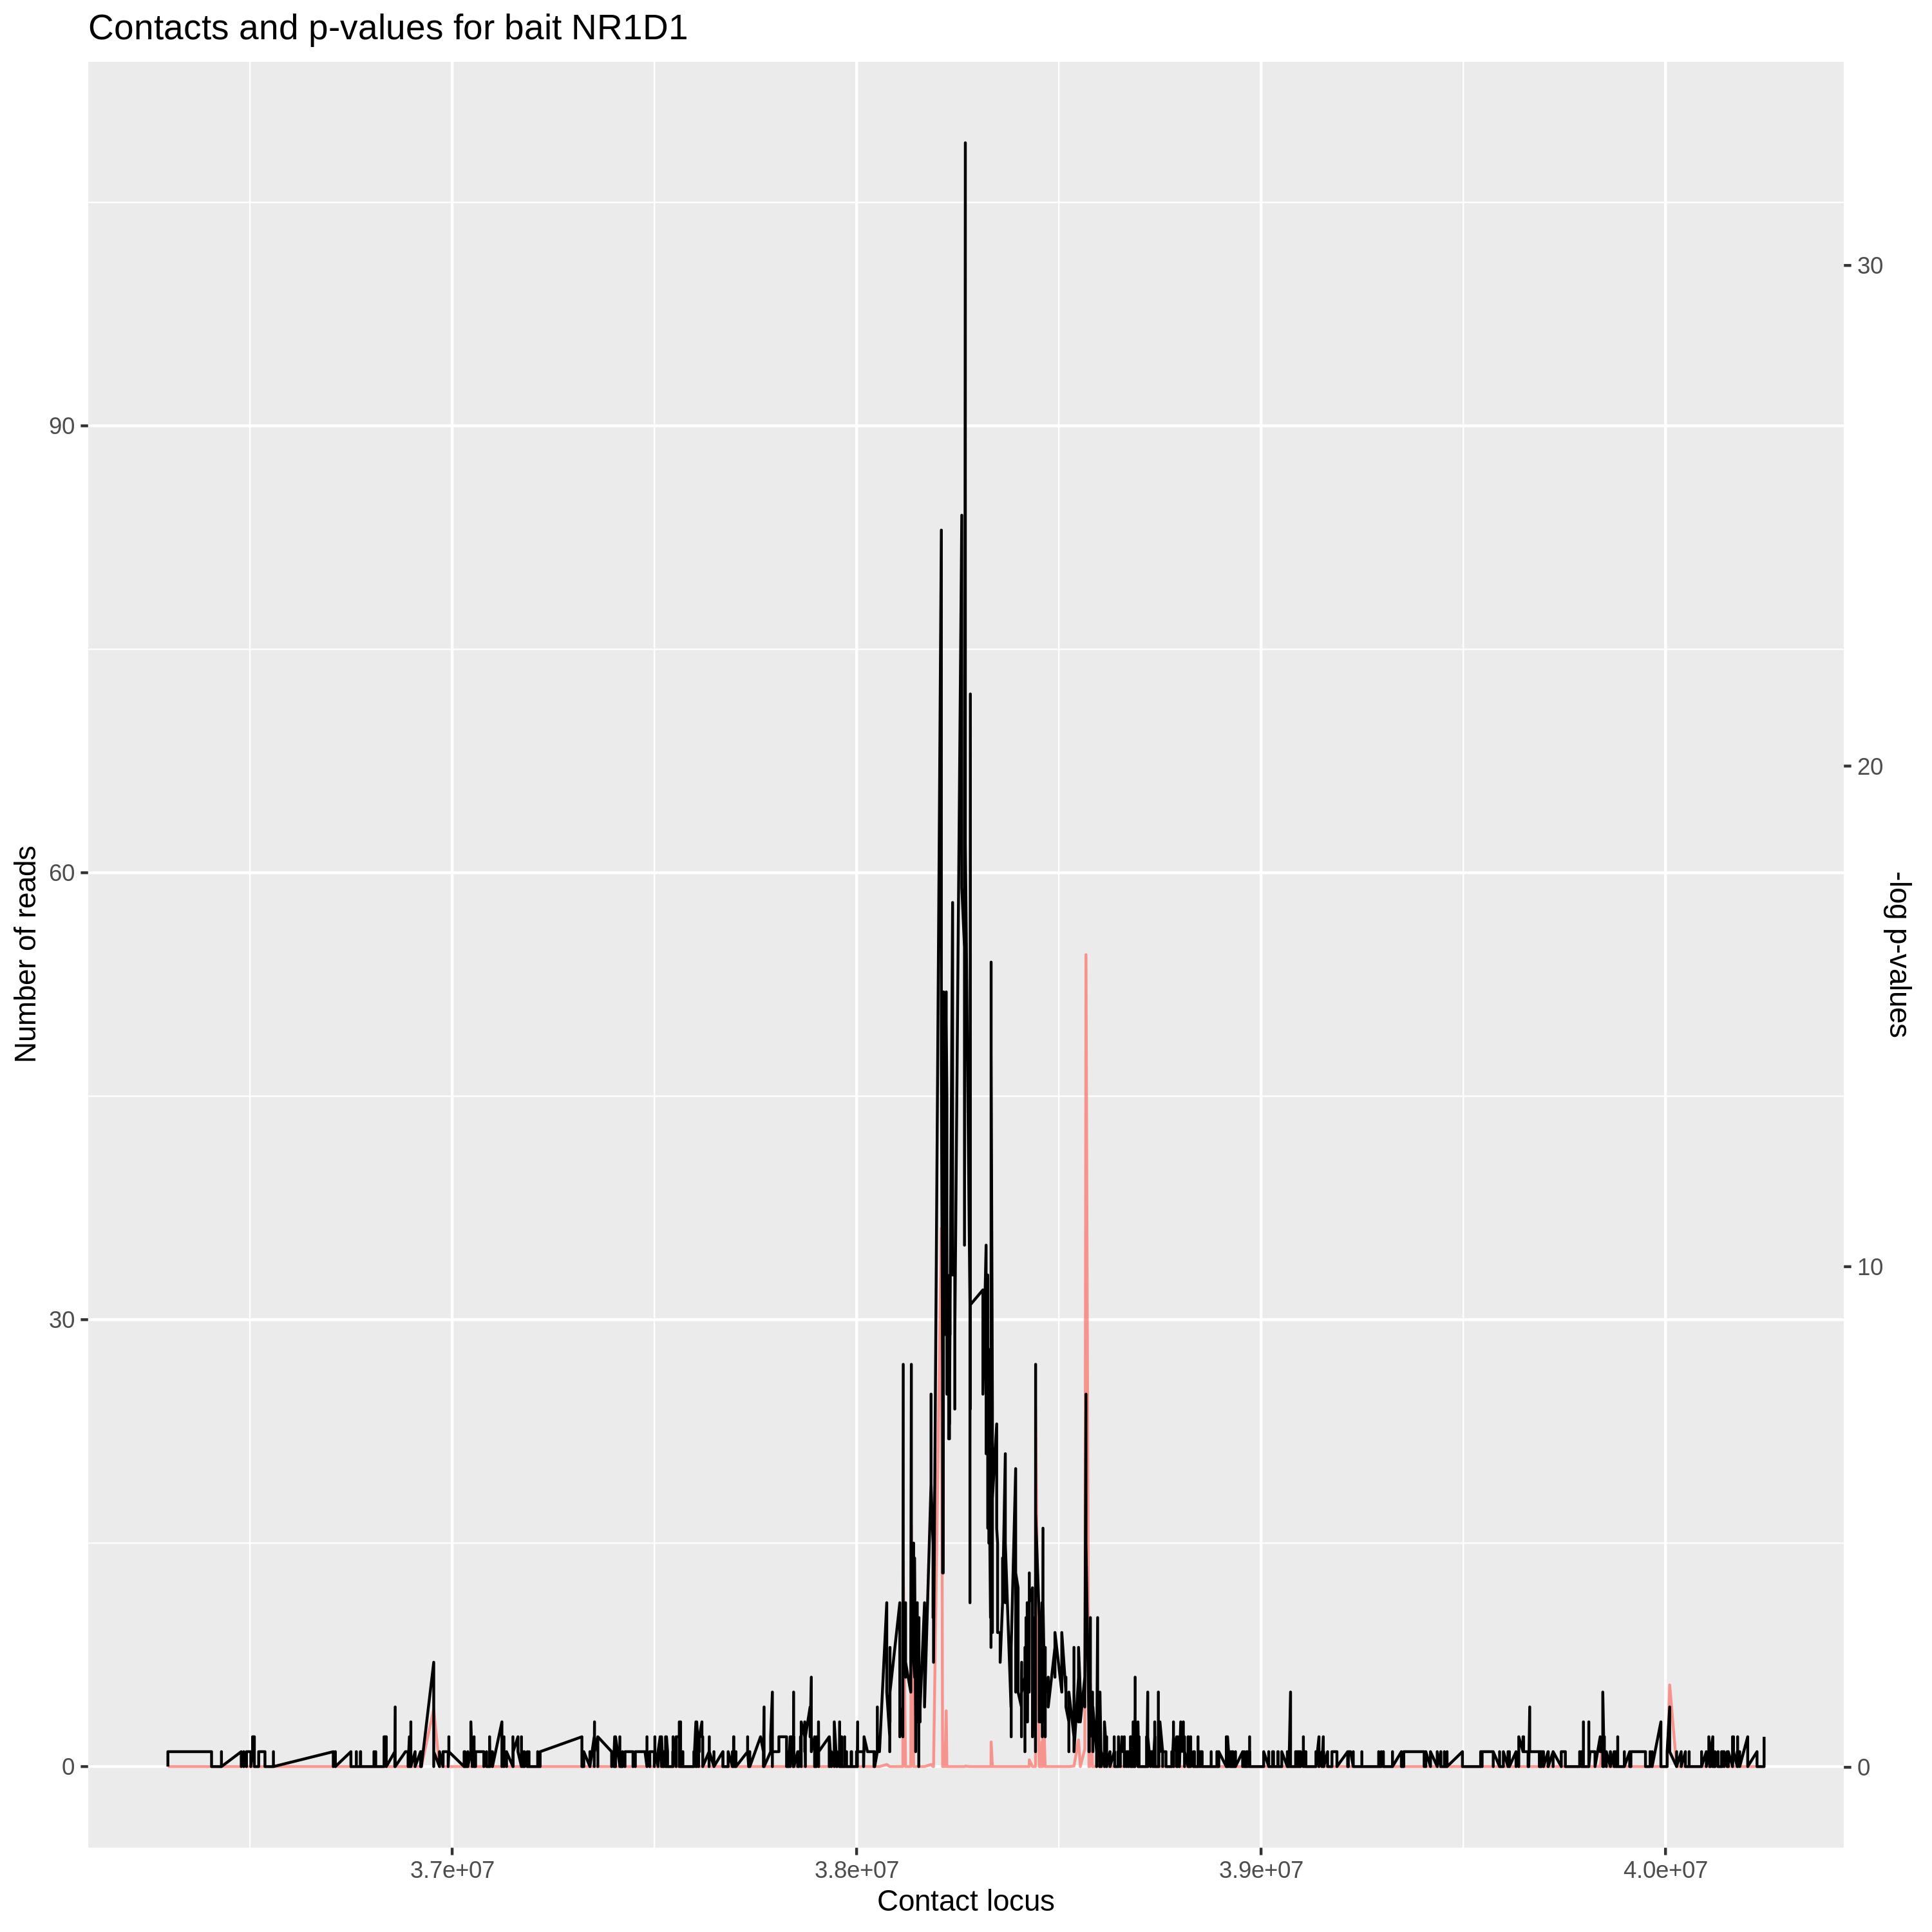 Contacts and p-values for bait NR1D1
90
60
30
0
Number of reads
30
20
10
0
-log p-values
3.7e+07
3.8e+07
3.9e+07
4.0e+07
Contact locus